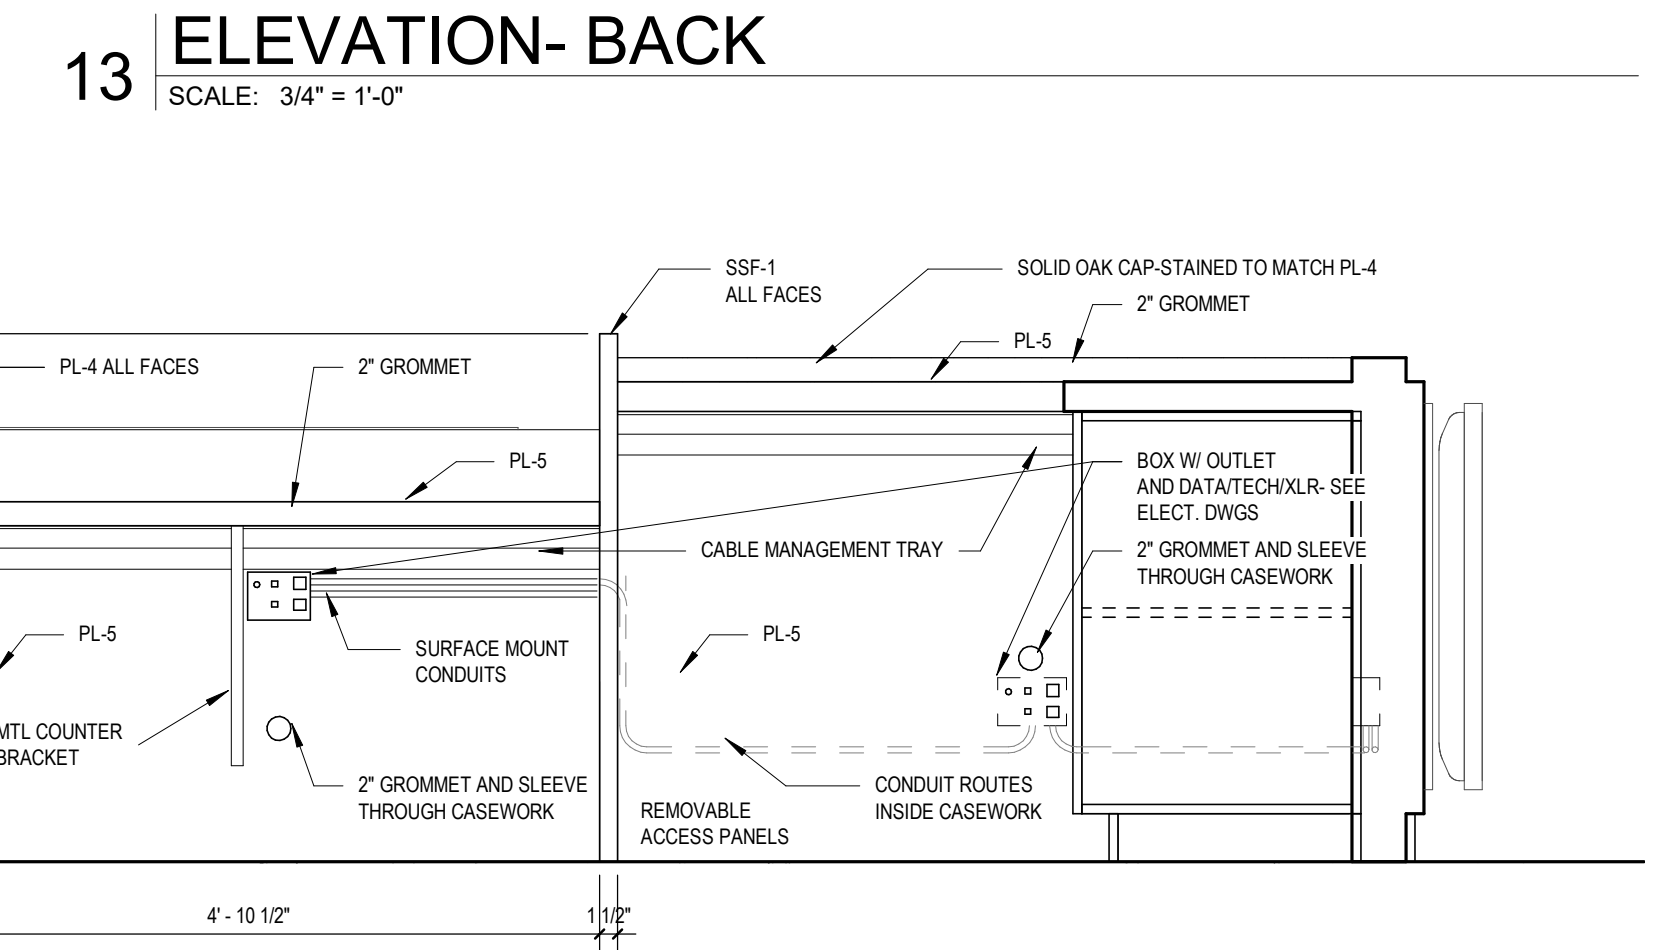 13
ELEVATION- BACK
SCALE: 3/4" = 1'-0"
SSF-1
ALL FACES
SOLID OAK CAP-STAINED TO MATCH PL-4
2" GROMMET
PL-5
PL-4 ALL FACES
2" GROMMET
PL-5
BOX W/ OUTLET
AND DATA/TECH/XLR- SEE
ELECT. DWGS
CABLE MANAGEMENT TRAY
2" GROMMET AND SLEEVE
THROUGH CASEWORK
PL-5
SURFACE MOUNT
CONDUITS
PL-5
MTL COUNTER
BRACKET
2" GROMMET AND SLEEVE
THROUGH CASEWORK
REMOVABLE
ACCESS PANELS
CONDUIT ROUTES
INSIDE CASEWORK
4' - 10 1/2"
1 1/2"